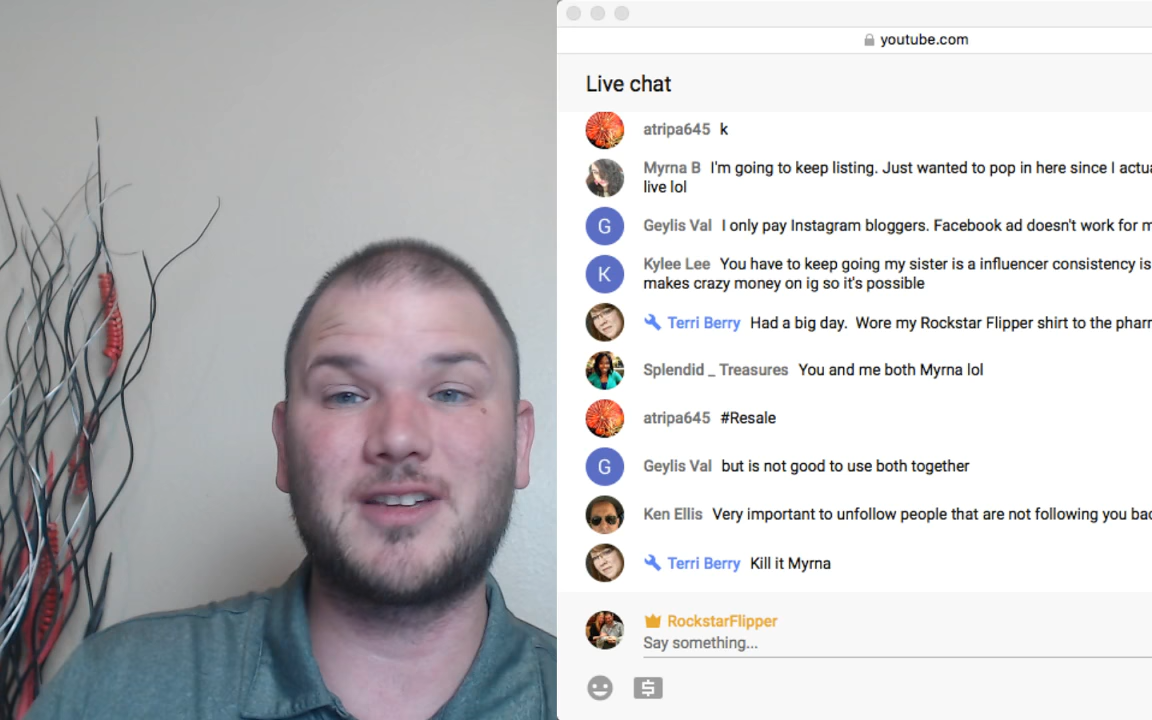 youtube.com
Live chat
atripa645 k
Myrna B I'm going to keep listing. Just wanted to pop in here since I
live lol
G Geylis Val I only pay Instagram bloggers. Facebook ad doesn't work for
K Kylee Lee You have to keep going my sister is a influencer consistency is
makes crazy money on ig so it's possible
Terri Berry Had a big day. Wore my Rockstar Flipper shirt to the
Splendid _ Treasures You and me both Myrna lol
atripa645 #Resale
G Geylis Val but is not good to use both together
Ken Ellis Very important to unfollow people that are not following you
Terri Berry Kill it Myrna
RockstarFlipper
Say something...